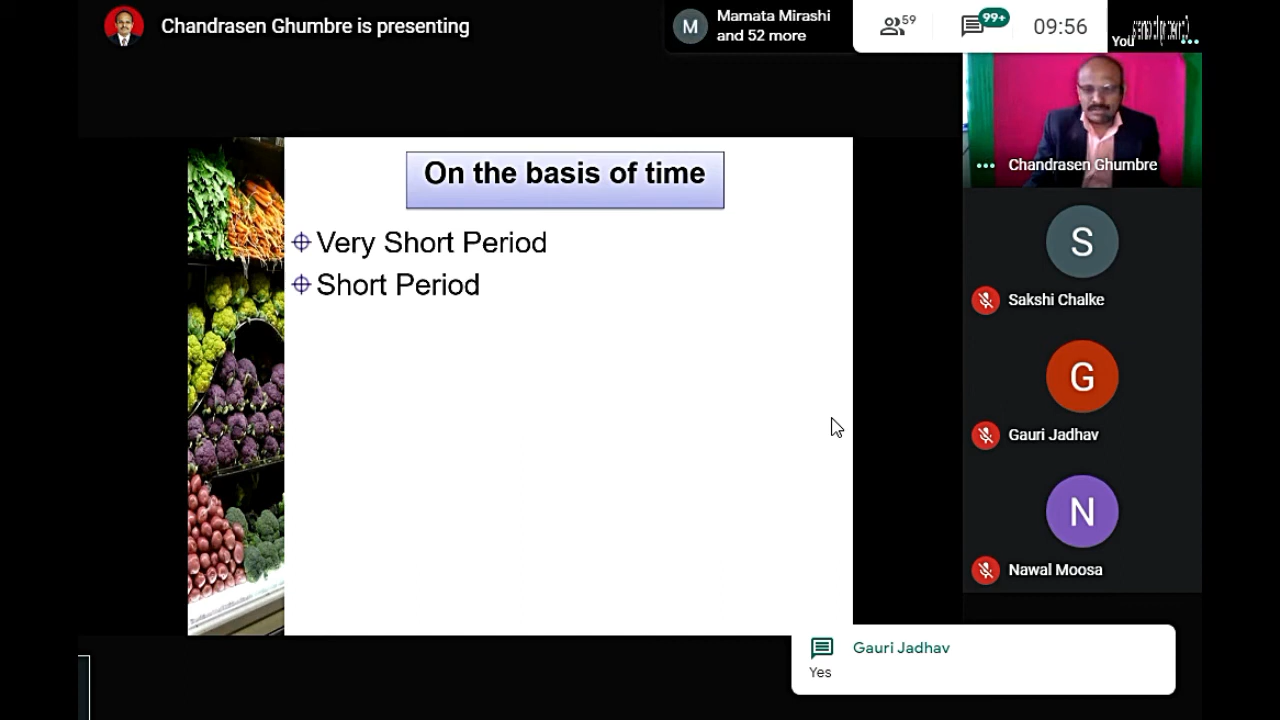 Chandrasen Ghumbre is presenting
M
Mamata Mirashi
and 52 more
59
99+
09:56
You
On the basis of time
Very Short Period
Short Period
Chandrasen Ghumbre
S
Sakshi Chalke
G
Gauri Jadhav
N
Nawal Moosa
Gauri Jadhav
Yes